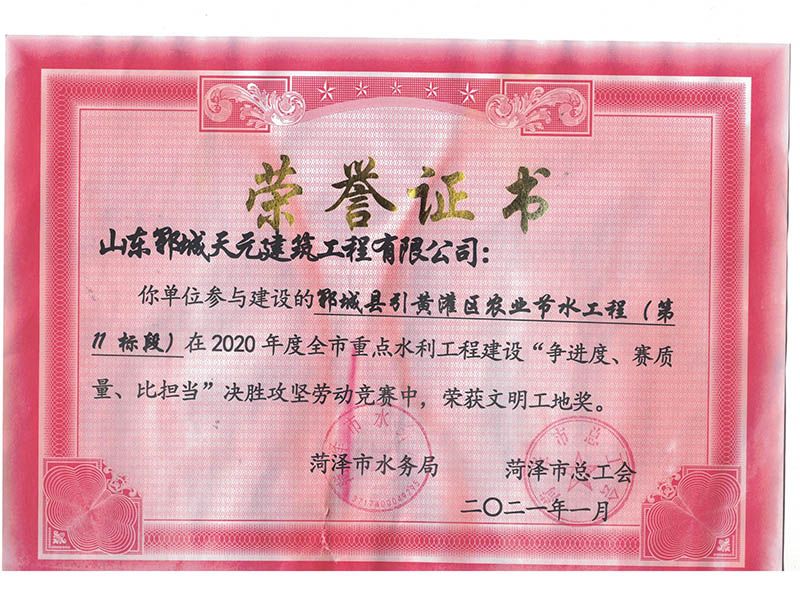 荣誉证书
山东郓城天元建筑工程有限公司：
你单位参与建设的郓城县引黄灌区农业节水工程（第
11 标段）在2020年度全市重点水利工程建设“争进度、赛质
量、比担当”决胜攻坚劳动竞赛中，荣获文明工地奖。
菏泽市水务局
菏泽市总工会
二〇二一年一月